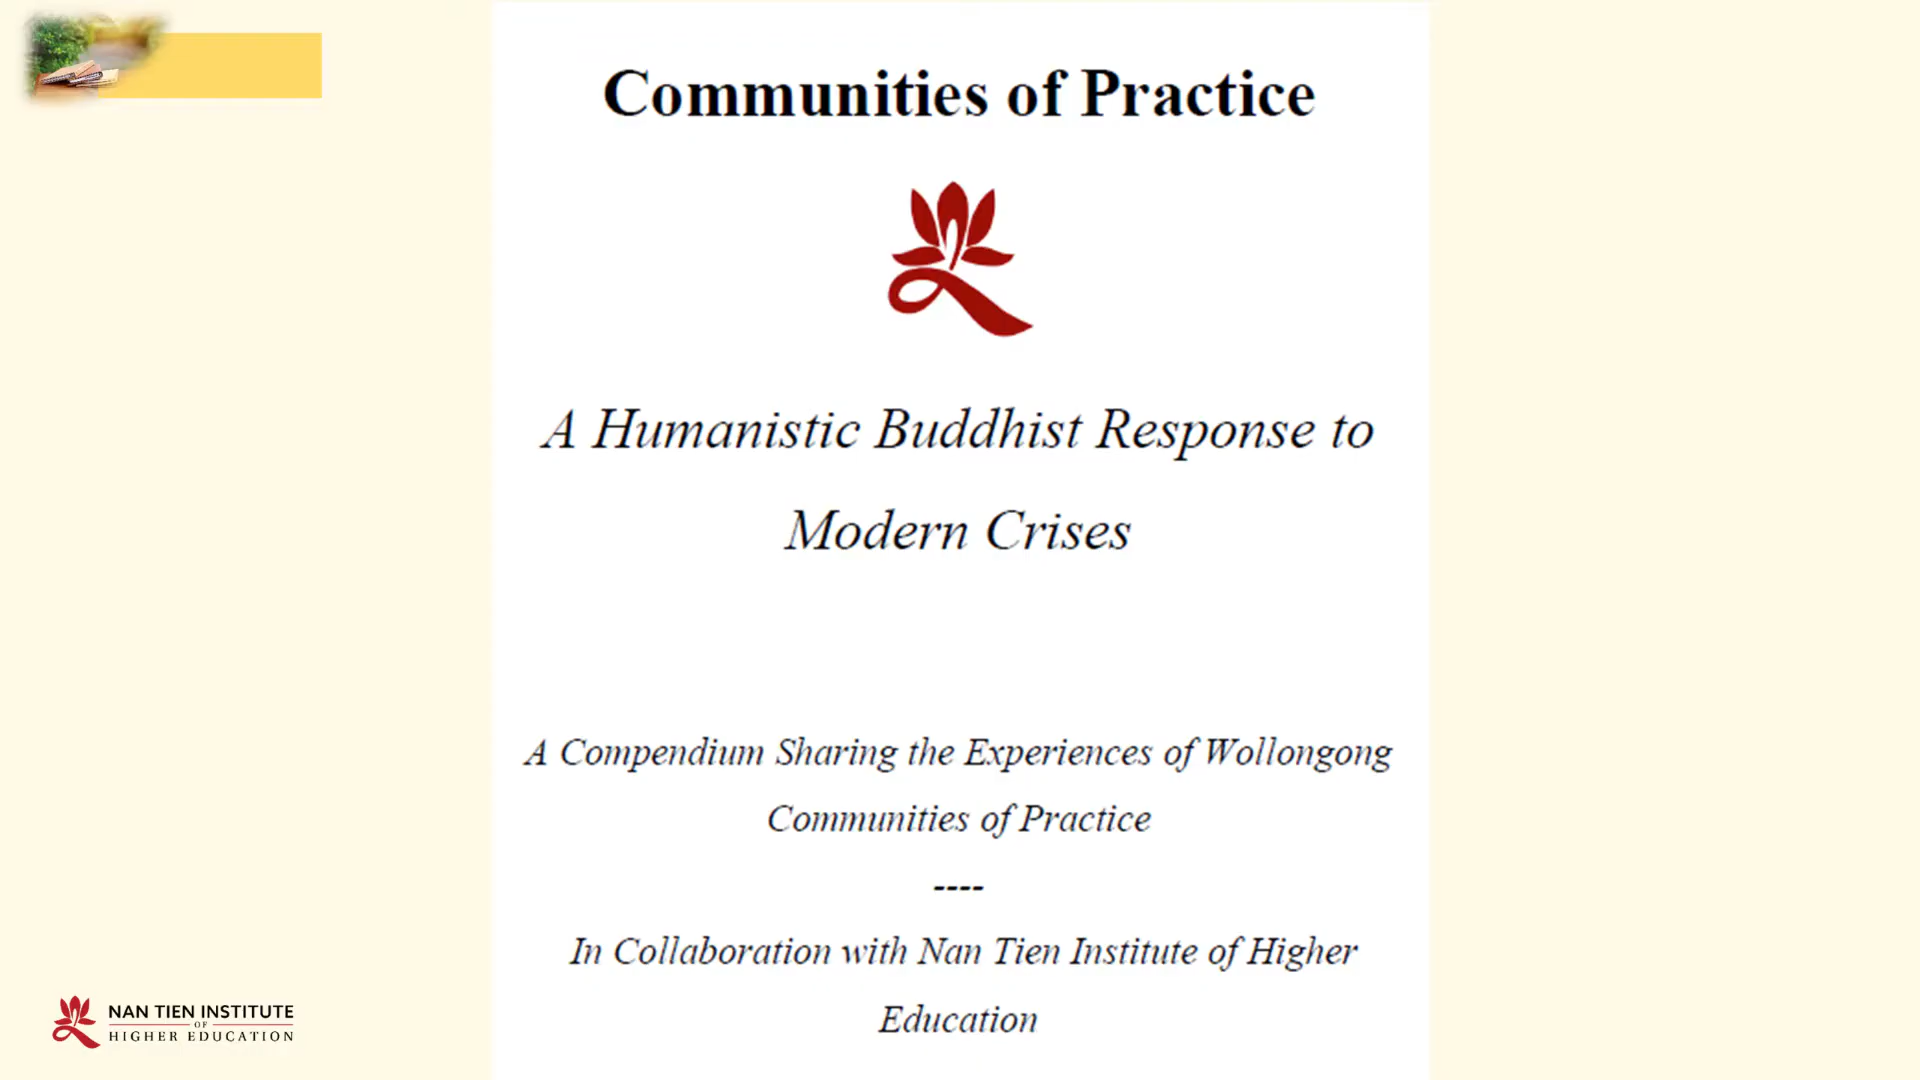 Communities of Practice
A Humanistic Buddhist Response to
Modern Crises
A Compendium Sharing the Experiences of Wollongong
Communities of Practice
----
In Collaboration with Nan Tien Institute of Higher
Education
NAN TIEN INSTITUTE
OF
HIGHER EDUCATION